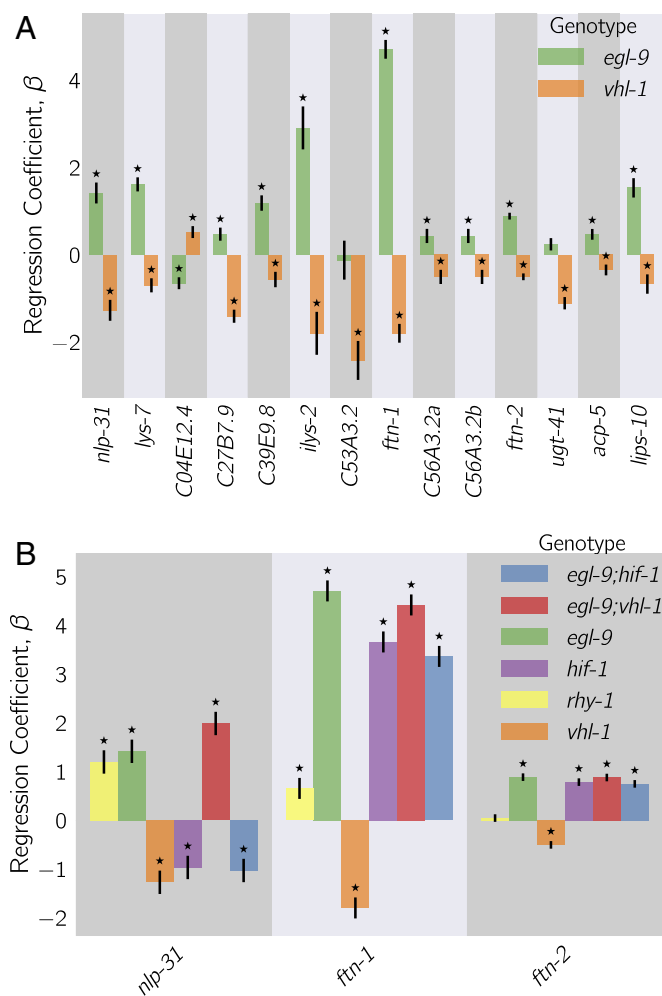 A
Genotype
egl-9
vhl-1
Regression Coefficient, β
4
2
0
−2
nlp-31
lys-7
C04E12.4
C27B7.9
C39E9.8
ilys-2
C53A3.2
ftn-1
C56A3.2a
C56A3.2b
ftn-2
ugt-41
acp-5
lips-10
B
Genotype
egl-9;hif-1
egl-9;vhl-1
egl-9
hif-1
rhy-1
vhl-1
Regression Coefficient, β
5
4
3
2
1
0
−1
−2
nlp-31
ftn-1
ftn-2